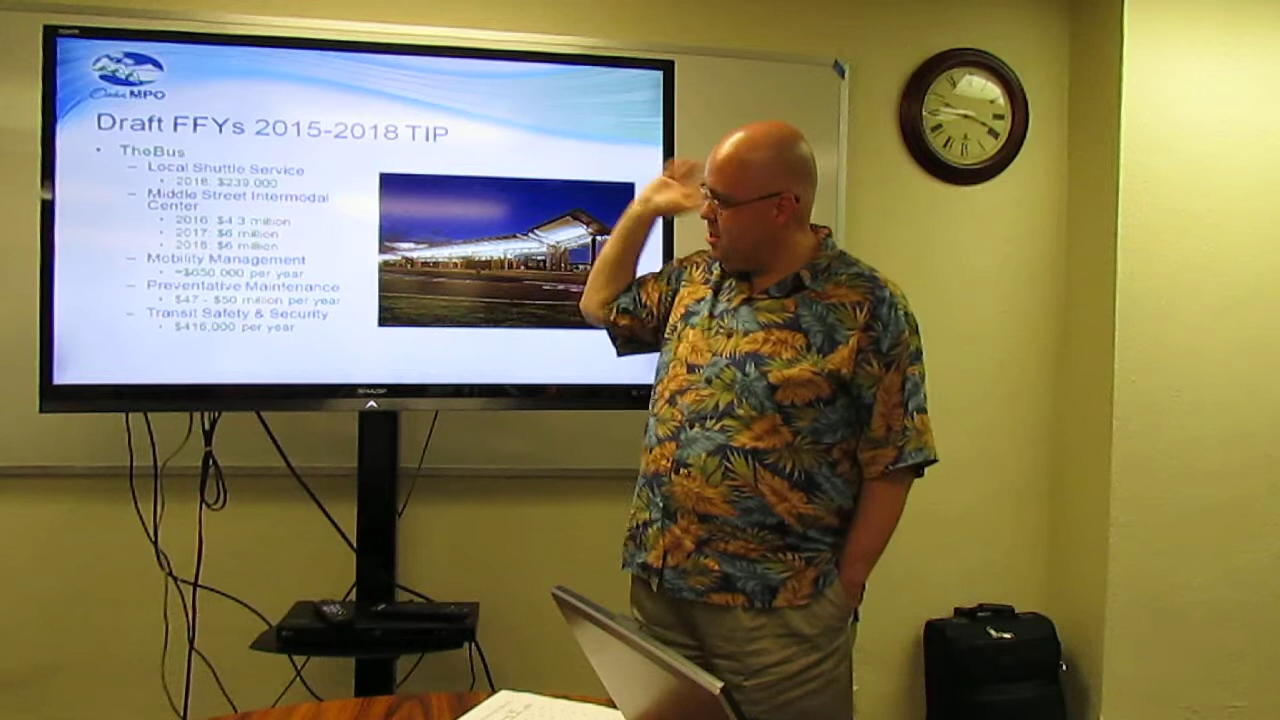 Oahu MPO
Draft FFYs 2015-2018 TIP
• TheBus
– Local Shuttle Service
• 2018: $239,000
– Middle Street Intermodal
Center
• 2016: $4.3 million
• 2017: $6 million
• 2018: $6 million
– Mobility Management
• ~$650,000 per year
– Preventative Maintenance
• $47 - $50 million per year
– Transit Safety & Security
• $416,000 per year
SHARP